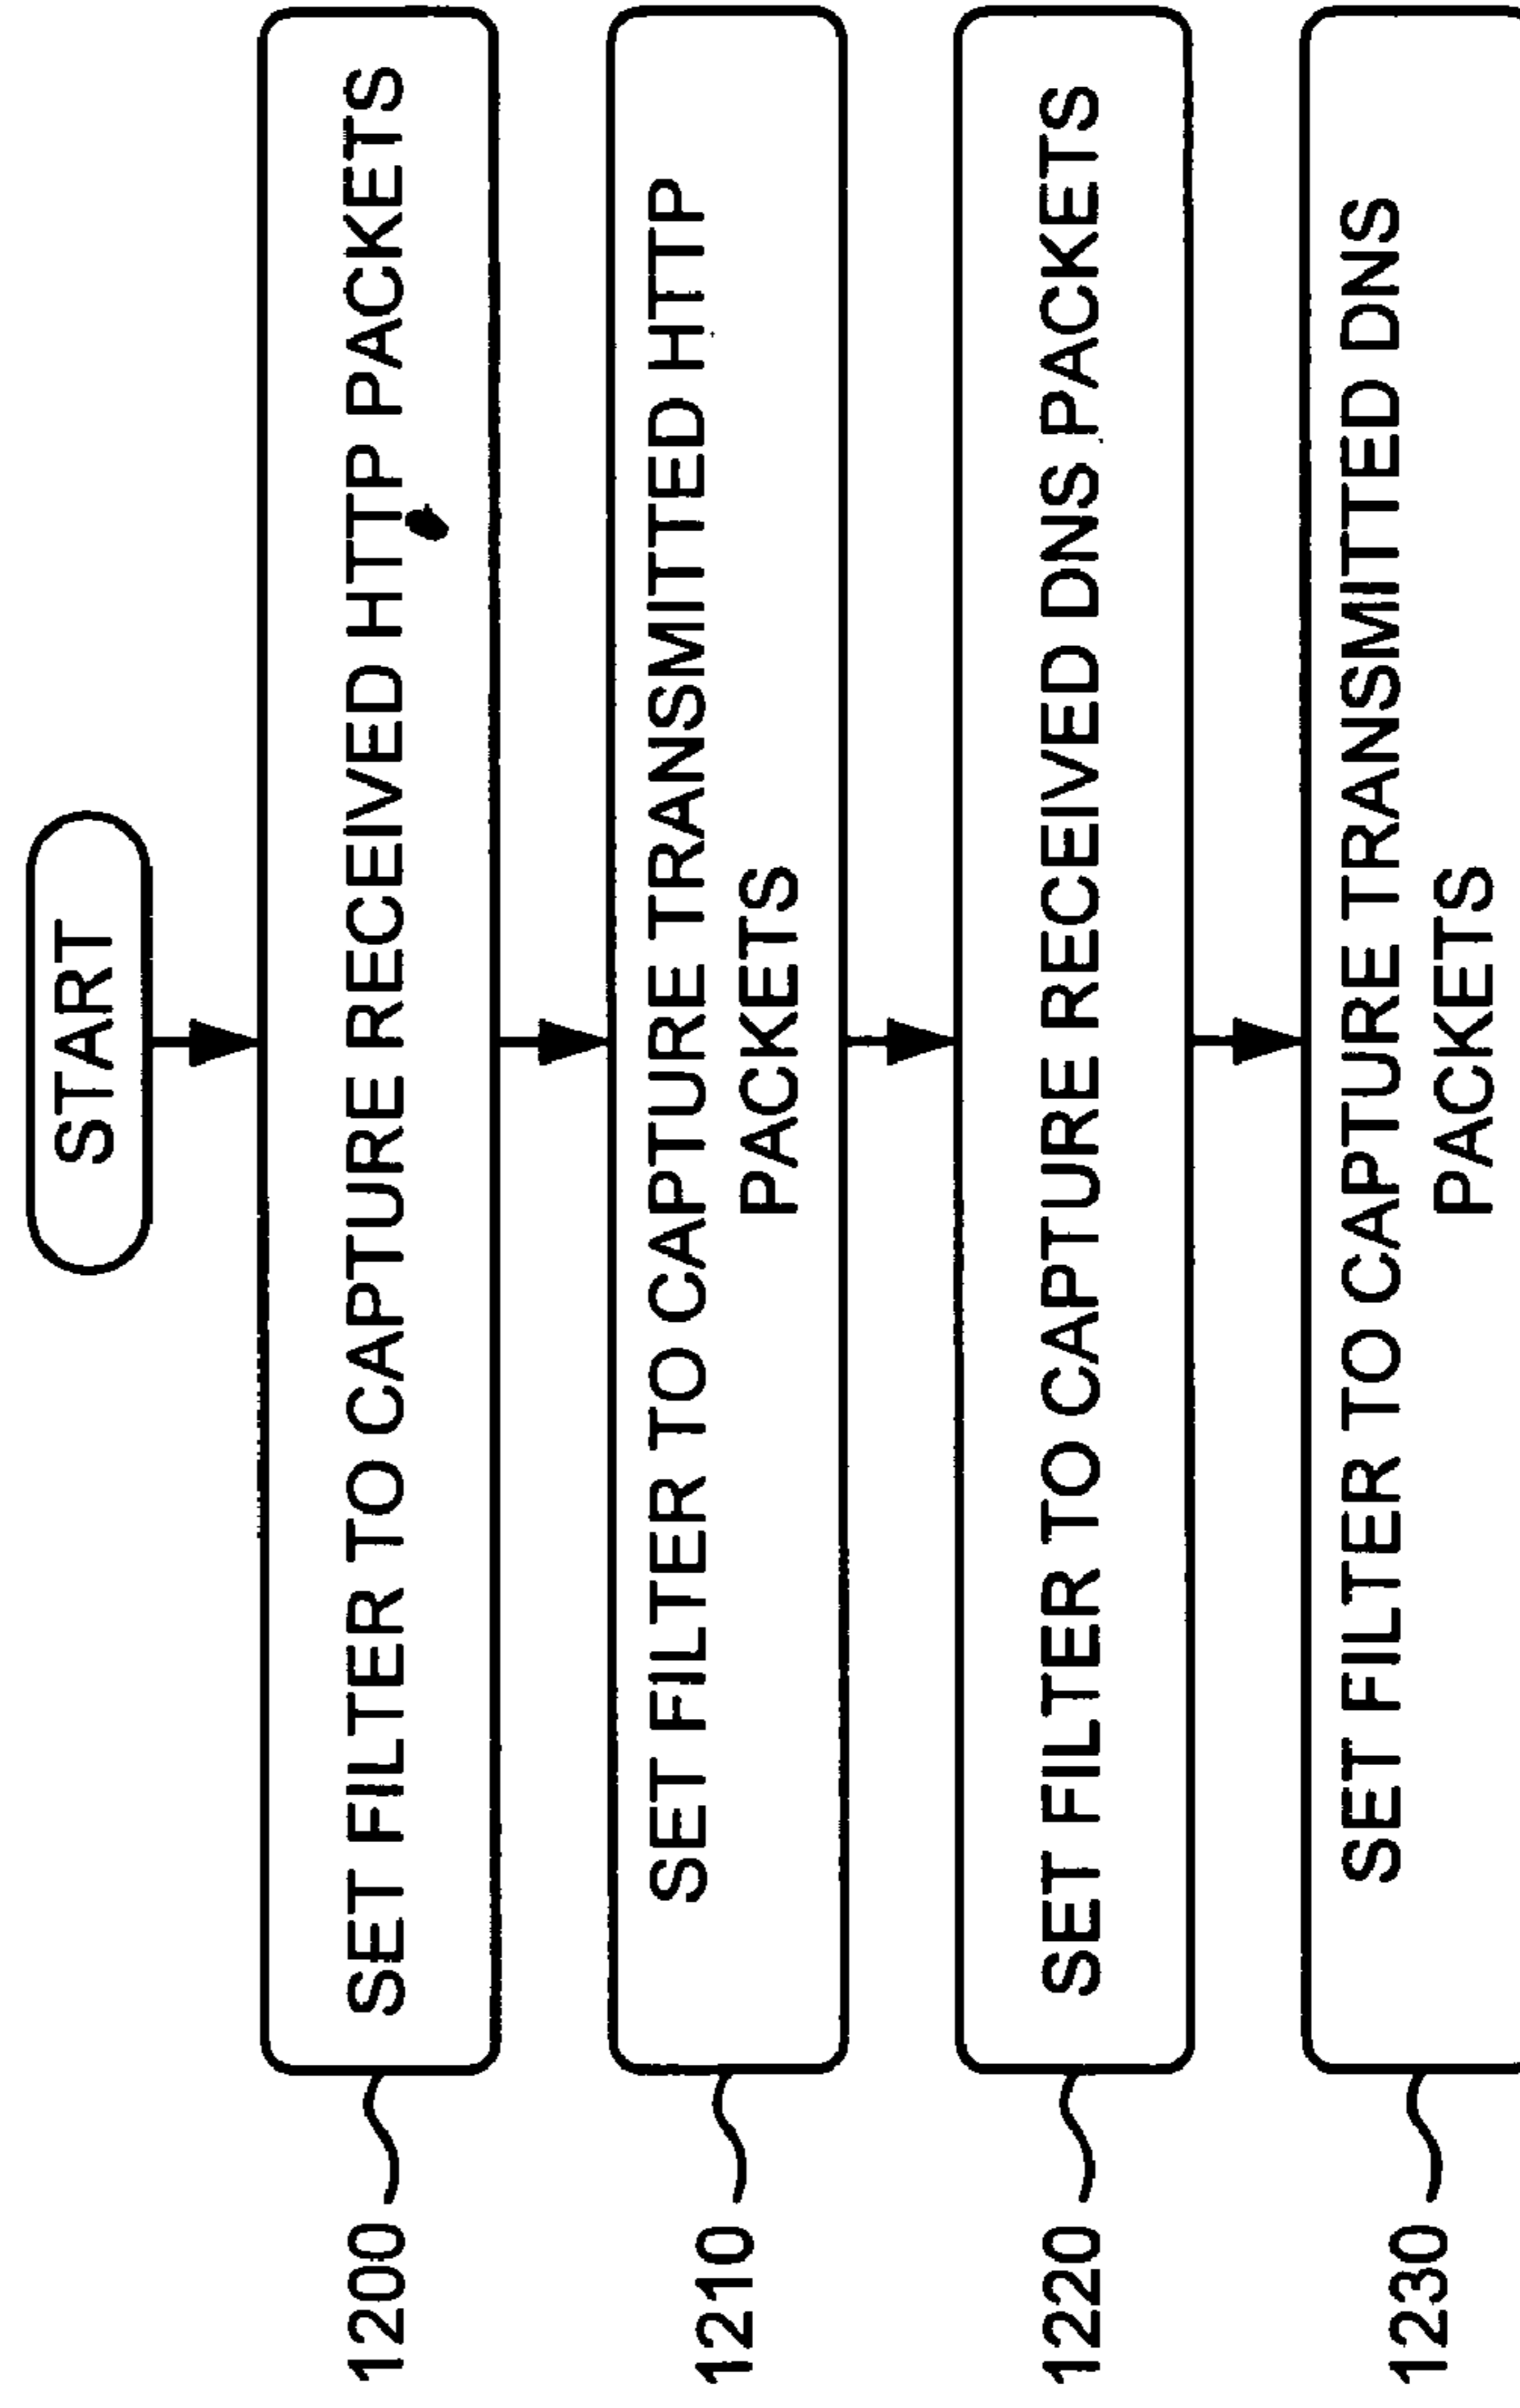 START
1200
SET FILTER TO CAPTURE RECEIVED HTTP PACKETS
1210
SET FILTER TO CAPTURE TRANSMITTED HTTP
PACKETS
1220
SET FILTER TO CAPTURE RECEIVED DNS PACKETS
1230
SET FILTER TO CAPTURE TRANSMITTED DNS
PACKETS